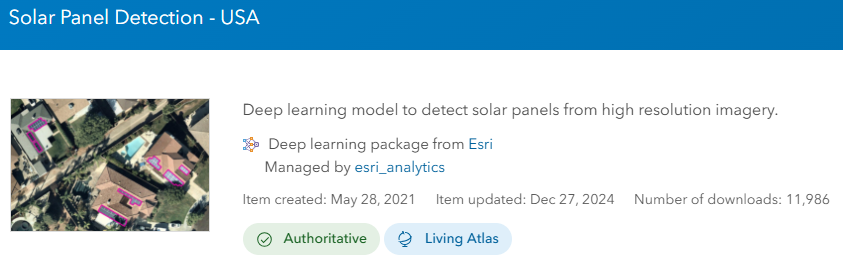 Solar Panel Detection - USA
Deep learning model to detect solar panels from high resolution imagery.
Deep learning package from Esri
Managed by esri_analytics
Item created: May 28, 2021 Item updated: Dec 27, 2024 Number of downloads: 11,986
Authoritative Living Atlas